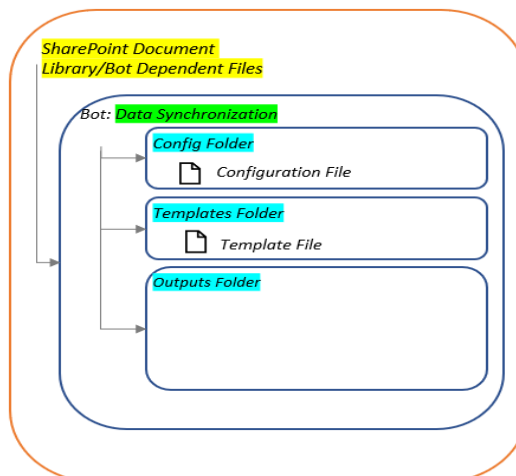 SharePoint Document
Library/Bot Dependent Files
Bot: Data Synchronization
Config Folder
Configuration File
Templates Folder
Template File
Outputs Folder